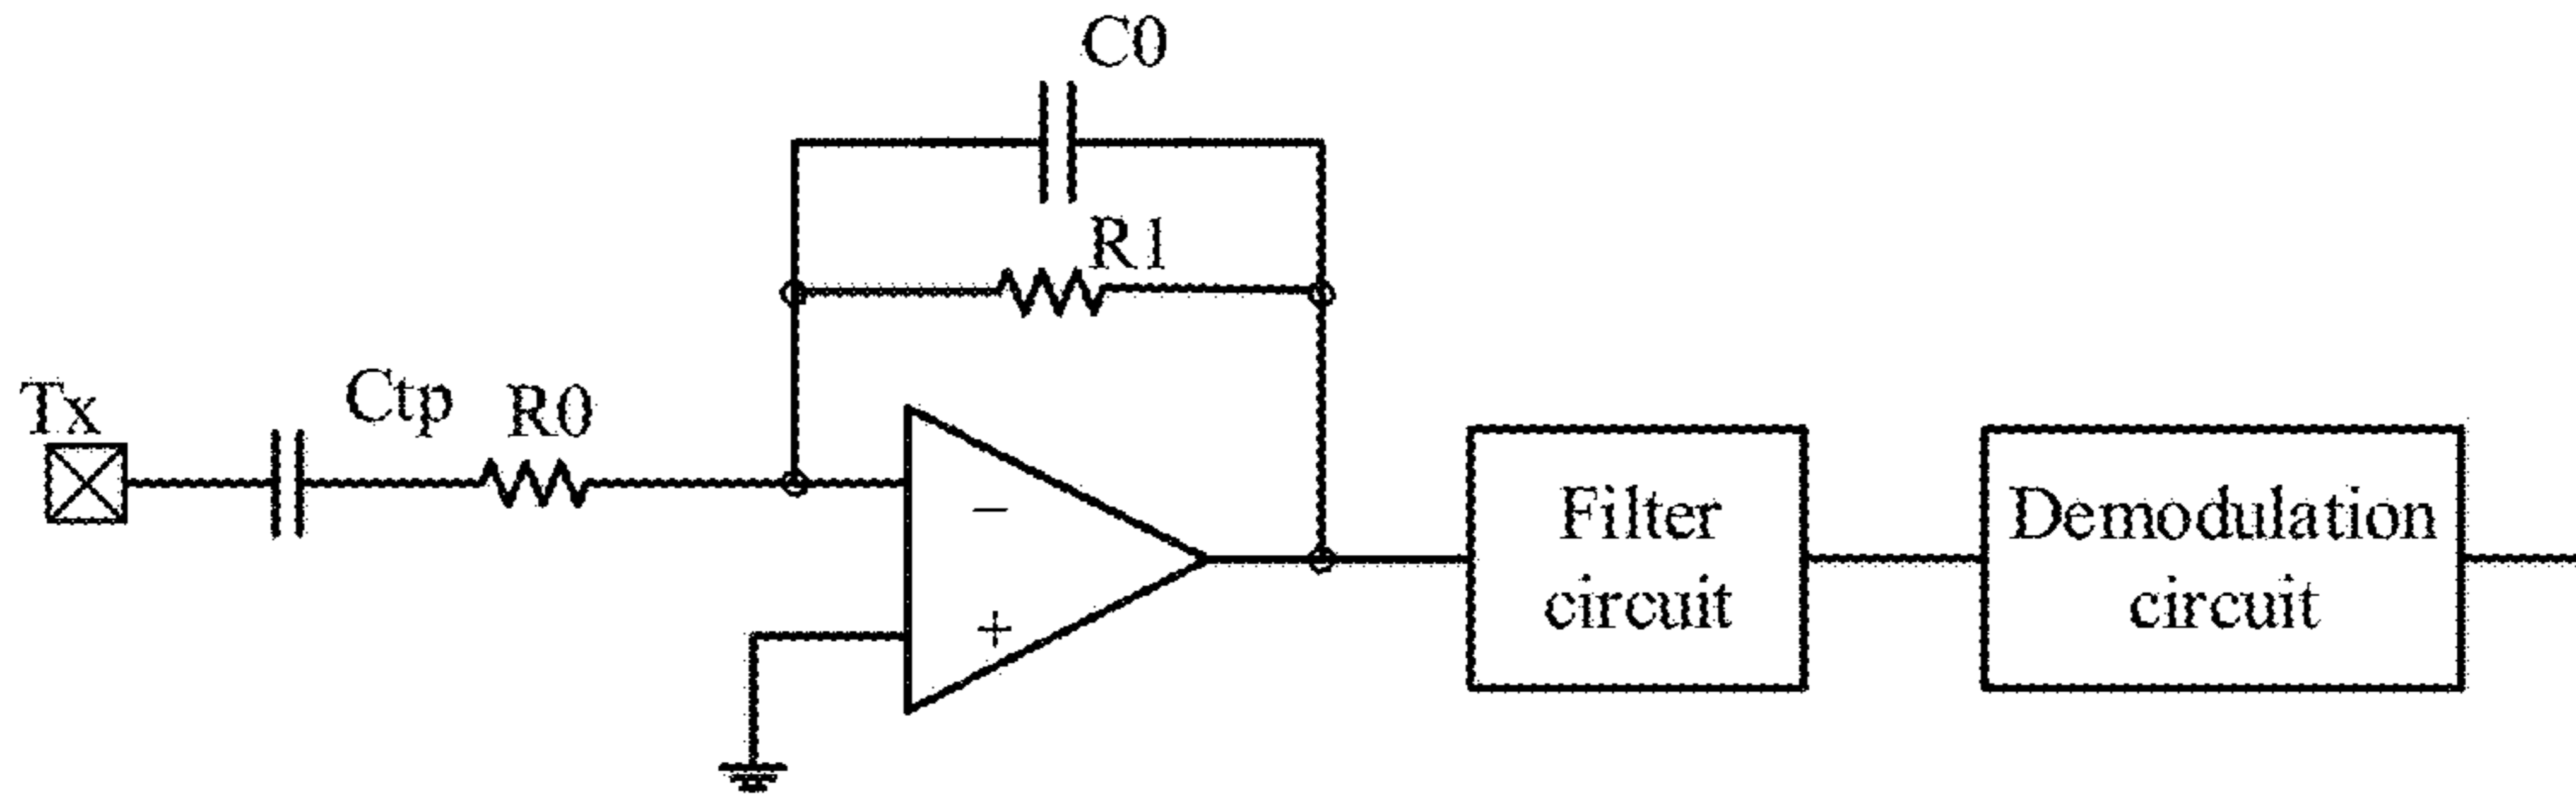 C0
R1
Tx
Ctp
R0
−
+
Filter
circuit
Demodulation
circuit